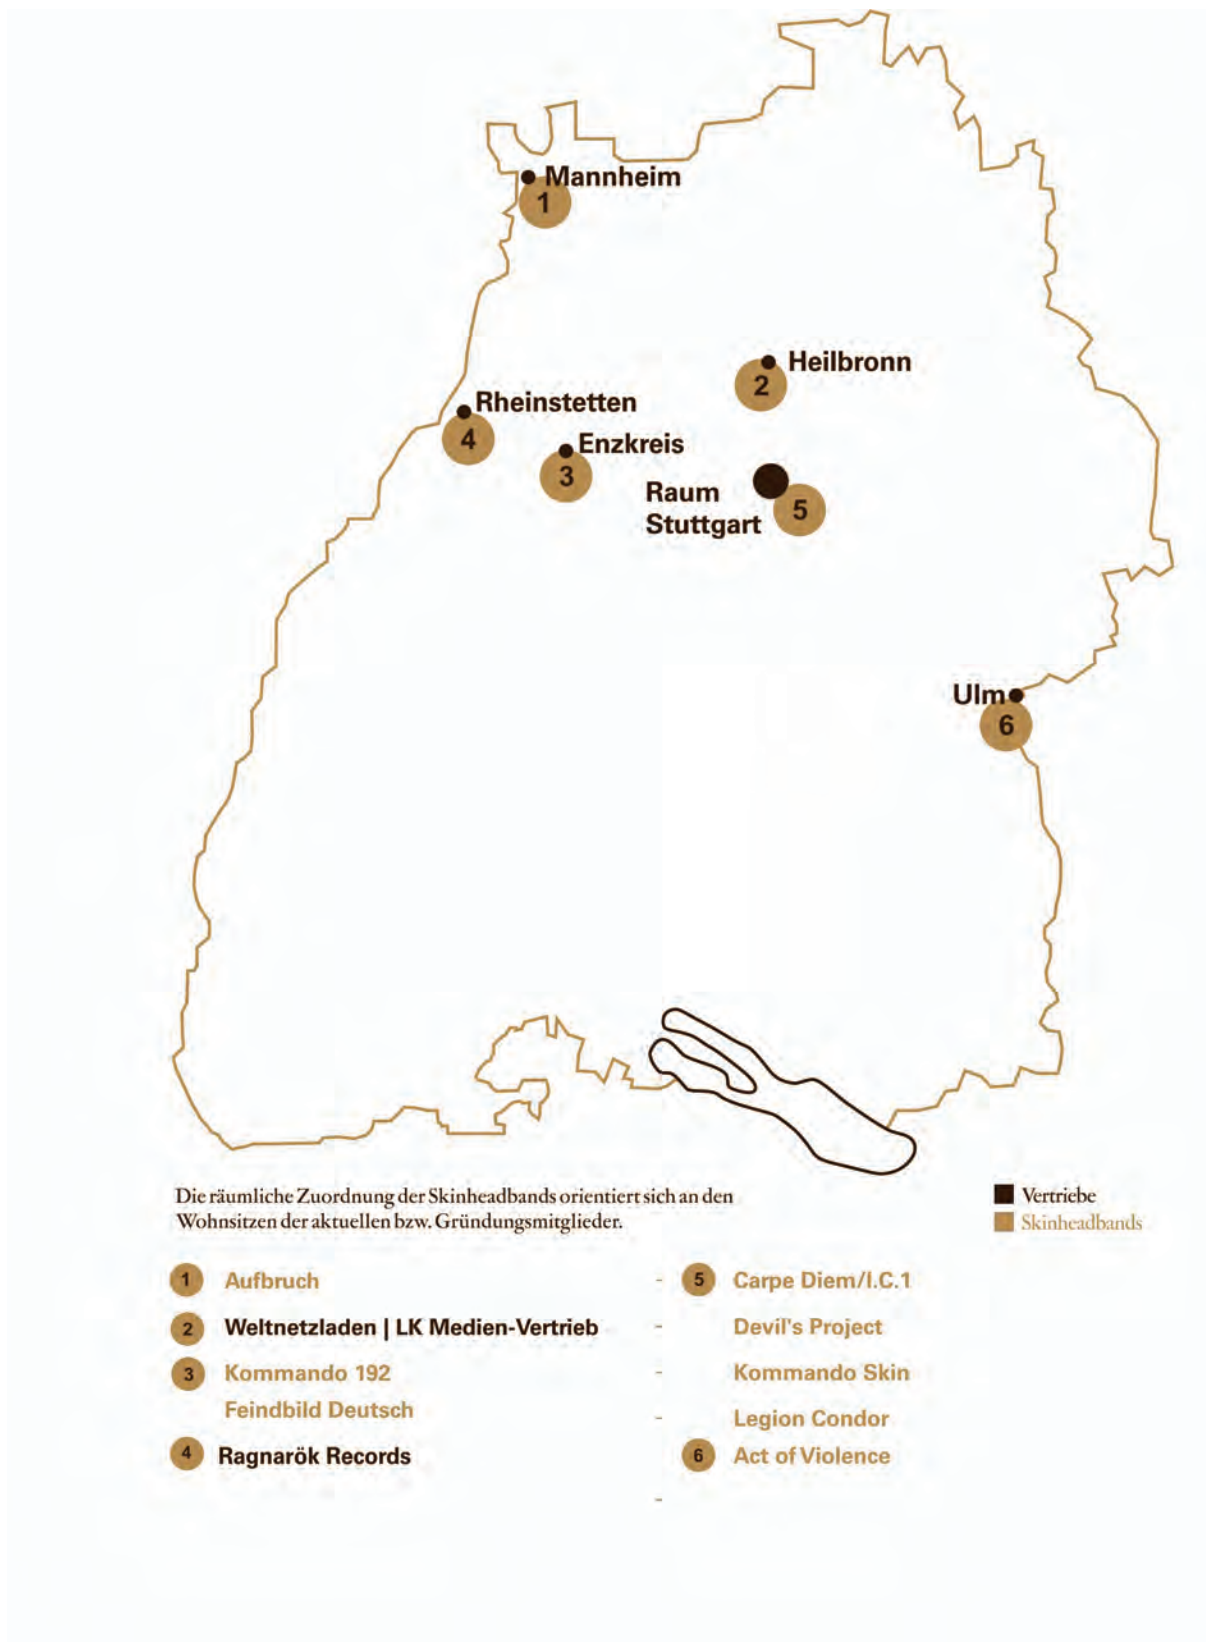 Mannheim
1
Heilbronn
2
Rheinstetten
4
Enzkreis
3
Raum
Stuttgart
5
Ulm
6
Die räumliche Zuordnung der Skinheadbands orientiert sich an den
Wohnsitzen der aktuellen bzw. Gründungsmitglieder.
Vertriebe
Skinheadbands
1 Aufbruch
2 Weltnetzladen | LK Medien-Vertrieb
3 Kommando 192
Feindbild Deutsch
4 Ragnarök Records
- 5 Carpe Diem/I.C.1
- Devil's Project
- Kommando Skin
- Legion Condor
6 Act of Violence
-